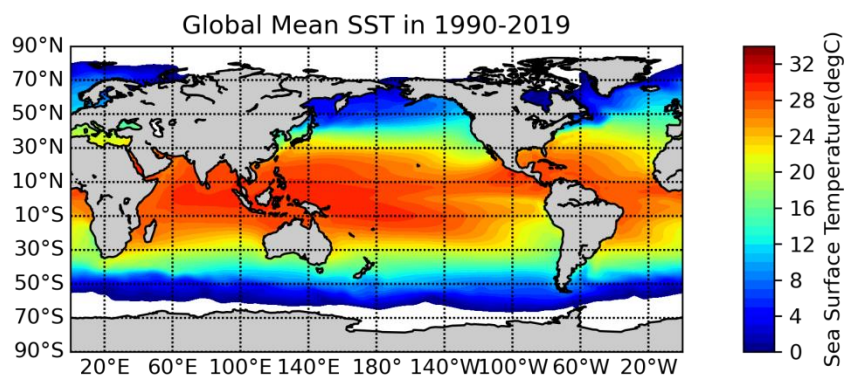 Global Mean SST in 1990-2019
90°N
70°N
50°N
30°N
10°N
10°S
30°S
50°S
70°S
90°S
20°E 60°E 100°E 140°E 180° 140°W 100°W 60°W 20°W
32
28
24
20
16
12
8
4
0
Sea Surface Temperature(degC)